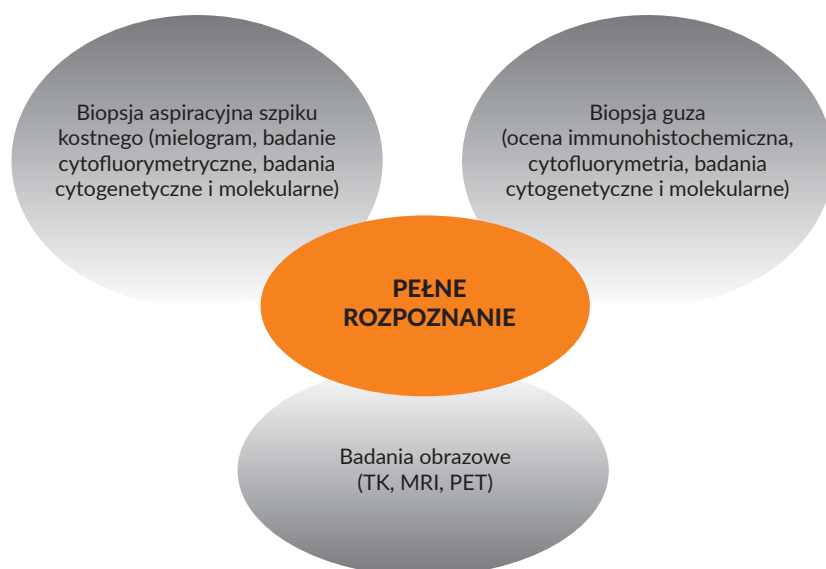 Biopsja aspiracyjna szpiku
kostnego (mielogram, badanie
cytofluorymetryczne, badania
cytogenetyczne i molekularne)
Biopsja guza
(ocena immunohistochemiczna,
cytofluorymetria, badania
cytogenetyczne i molekularne)
PEŁNE
ROZPOZNANIE
Badania obrazowe
(TK, MRI, PET)